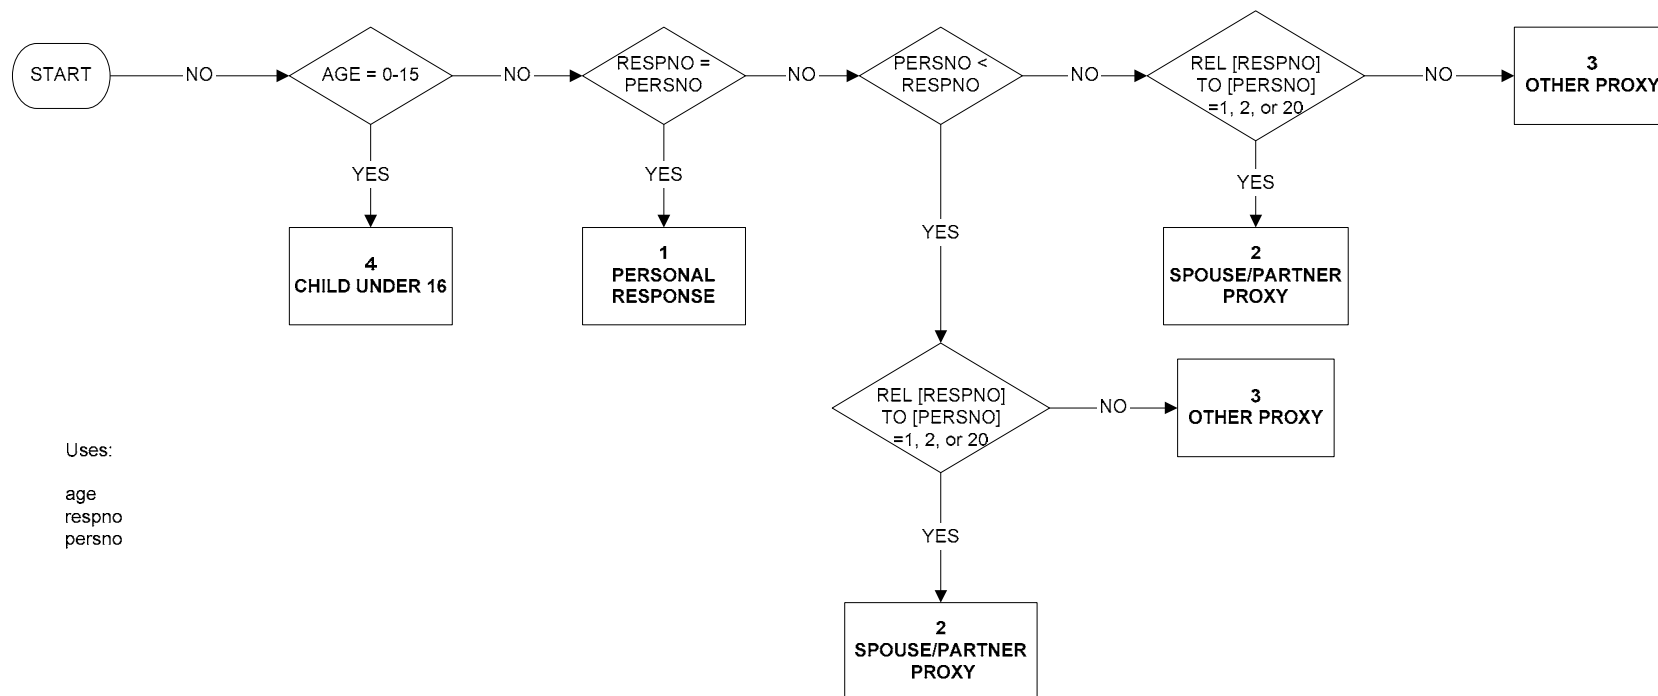 START
NO
AGE = 0-15
NO
RESPNO =
PERSNO
NO
PERSNO <
RESPNO
NO
REL [RESPNO]
TO [PERSNO]
=1, 2, or 20
NO
3
OTHER PROXY
YES
YES
YES
YES
4
CHILD UNDER 16
1
PERSONAL
RESPONSE
2
SPOUSE/PARTNER
PROXY
REL [RESPNO]
TO [PERSNO]
=1, 2, or 20
NO
3
OTHER PROXY
YES
2
SPOUSE/PARTNER
PROXY
Uses:
age
respno
persno